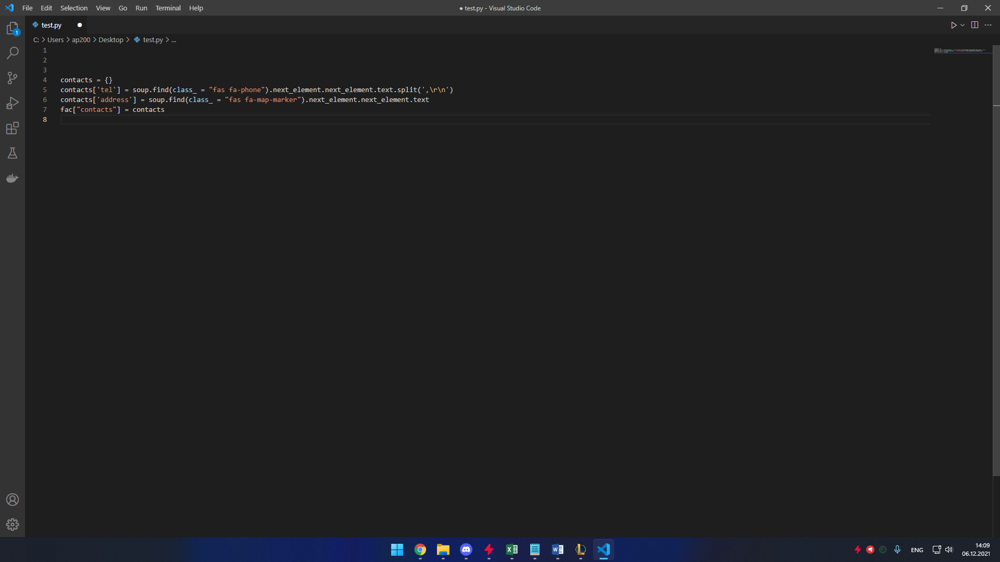 File Edit Selection View Go Run Terminal Help
● test.py - Visual Studio Code
1
test.py
C: > Users > ap200 > Desktop > test.py > ...
1
2
3
4 contacts = {}
5 contacts['tel'] = soup.find(class_ = "fas fa-phone").next_element.next_element.text.split(',\r\n')
6 contacts['address'] = soup.find(class_ = "fas fa-map-marker").next_element.next_element.text
7 fac["contacts"] = contacts
8
ENG
14:09
06.12.2021